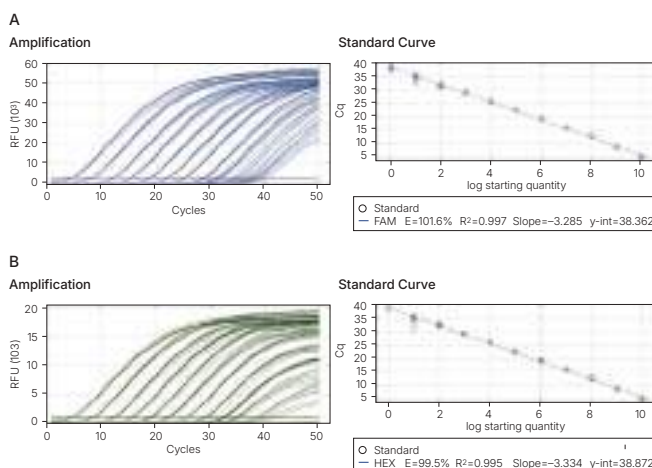 A
Amplification
60
50
40
30
20
10
0
RFU (10³)
0 10 20 30 40 50
Cycles
Standard Curve
40
35
30
25
20
15
10
5
Cq
0 2 4 6 8 10
log starting quantity
Standard
FAM E=101.6% R²=0.997 Slope=−3.285 y-int=38.362
B
Amplification
20
15
10
5
0
RFU (103)
0 10 20 30 40 50
Cycles
Standard Curve
40
35
30
25
20
15
10
5
Cq
0 2 4 6 8 10
log starting quantity
Standard
HEX E=99.5% R²=0.995 Slope=−3.334 y-int=38.872